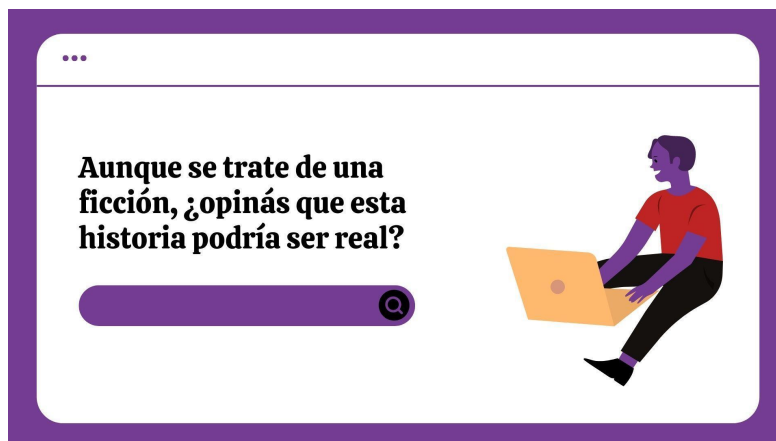 Aunque se trate de una
ficción, ¿opinás que esta
historia podría ser real?